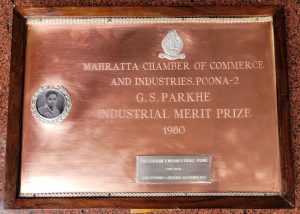 MAHRATTA CHAMBER OF COMMERCE
AND INDUSTRIES, POONA-2
G. S. PARKHE
INDUSTRIAL MERIT PRIZE
1980